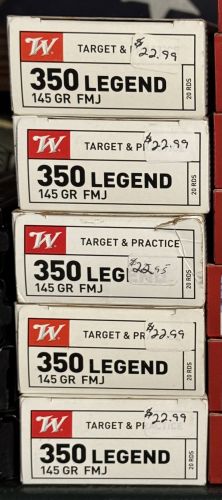 W TARGET & $22.99
350 LEGEND
145 GR FMJ
20 RDS
W TARGET & P $22.99
350 LEGEND
145 GR FMJ
20 RDS
W TARGET & PRACTICE
350 LEG $22.95
145 GR FMJ
20 RDS
W TARGET & PR $22.99
350 LEGEND
145 GR FMJ
20 RDS
W TARGET & PRACTICE $22.99
350 LEGEND
145 GR FMJ
20 RDS